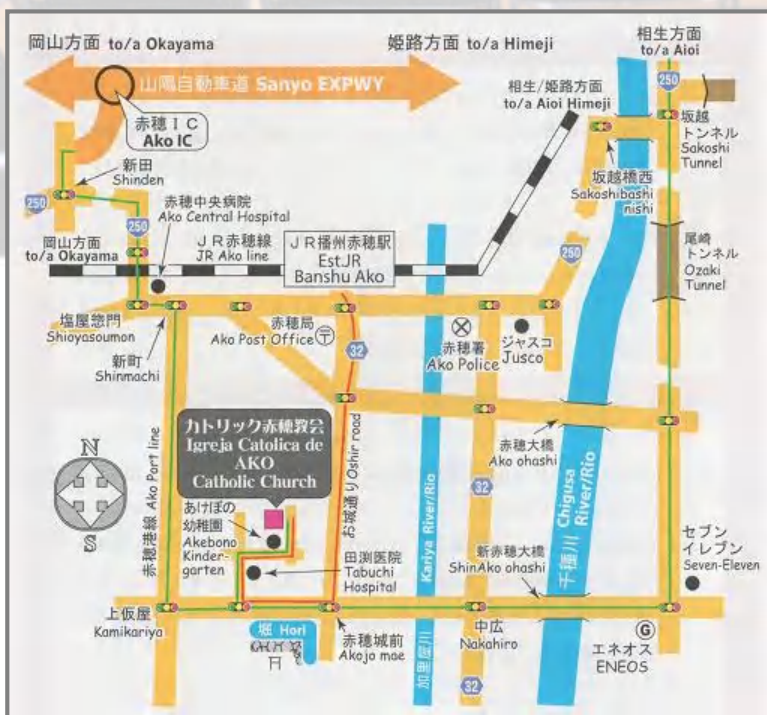 岡山方面 to/a Okayama
姫路方面 to/a Himeji
相生方面
to/a Aioi
山陽自動車道 Sanyo EXPWY
250
赤穂IC
Ako IC
相生/姫路方面
to/a Aioi Himeji
坂越
トンネル
Sakoshi
Tunnel
新田
Shinden
坂越橋西
Sakoshibashi
nishi
250
250
赤穂中央病院
Ako Central Hospital
岡山方面
to/a Okayama
JR赤穂線
JR Ako line
JR播州赤穂駅
Est.JR
Banshu Ako
250
尾崎
トンネル
Ozaki
Tunnel
塩屋惣門
Shioyasoumon
新町
Shinmachi
赤穂局
Ako Post Office 〒
32
赤穂署
Ako Police
ジャスコ
Jusco
カトリック赤穂教会
Igreja Catolica de
AKO
Catholic Church
赤穂港線 Ako Port line
お城通り Oshir road
Kariya River/Rio
加里屋川
赤穂大橋
Ako ohashi
千種川 Chigusa
River/Rio
N
S
32
あけぼの
幼稚園
Akebono
Kinder-
garten
田渕医院
Tabuchi
Hospital
新赤穂大橋
ShinAko ohashi
セブン
イレブン
Seven-Eleven
上仮屋
Kamikariya
堀 Hori
赤穂城前
Akojo mae
中広
Nakahiro
G
エネオス
ENEOS
32